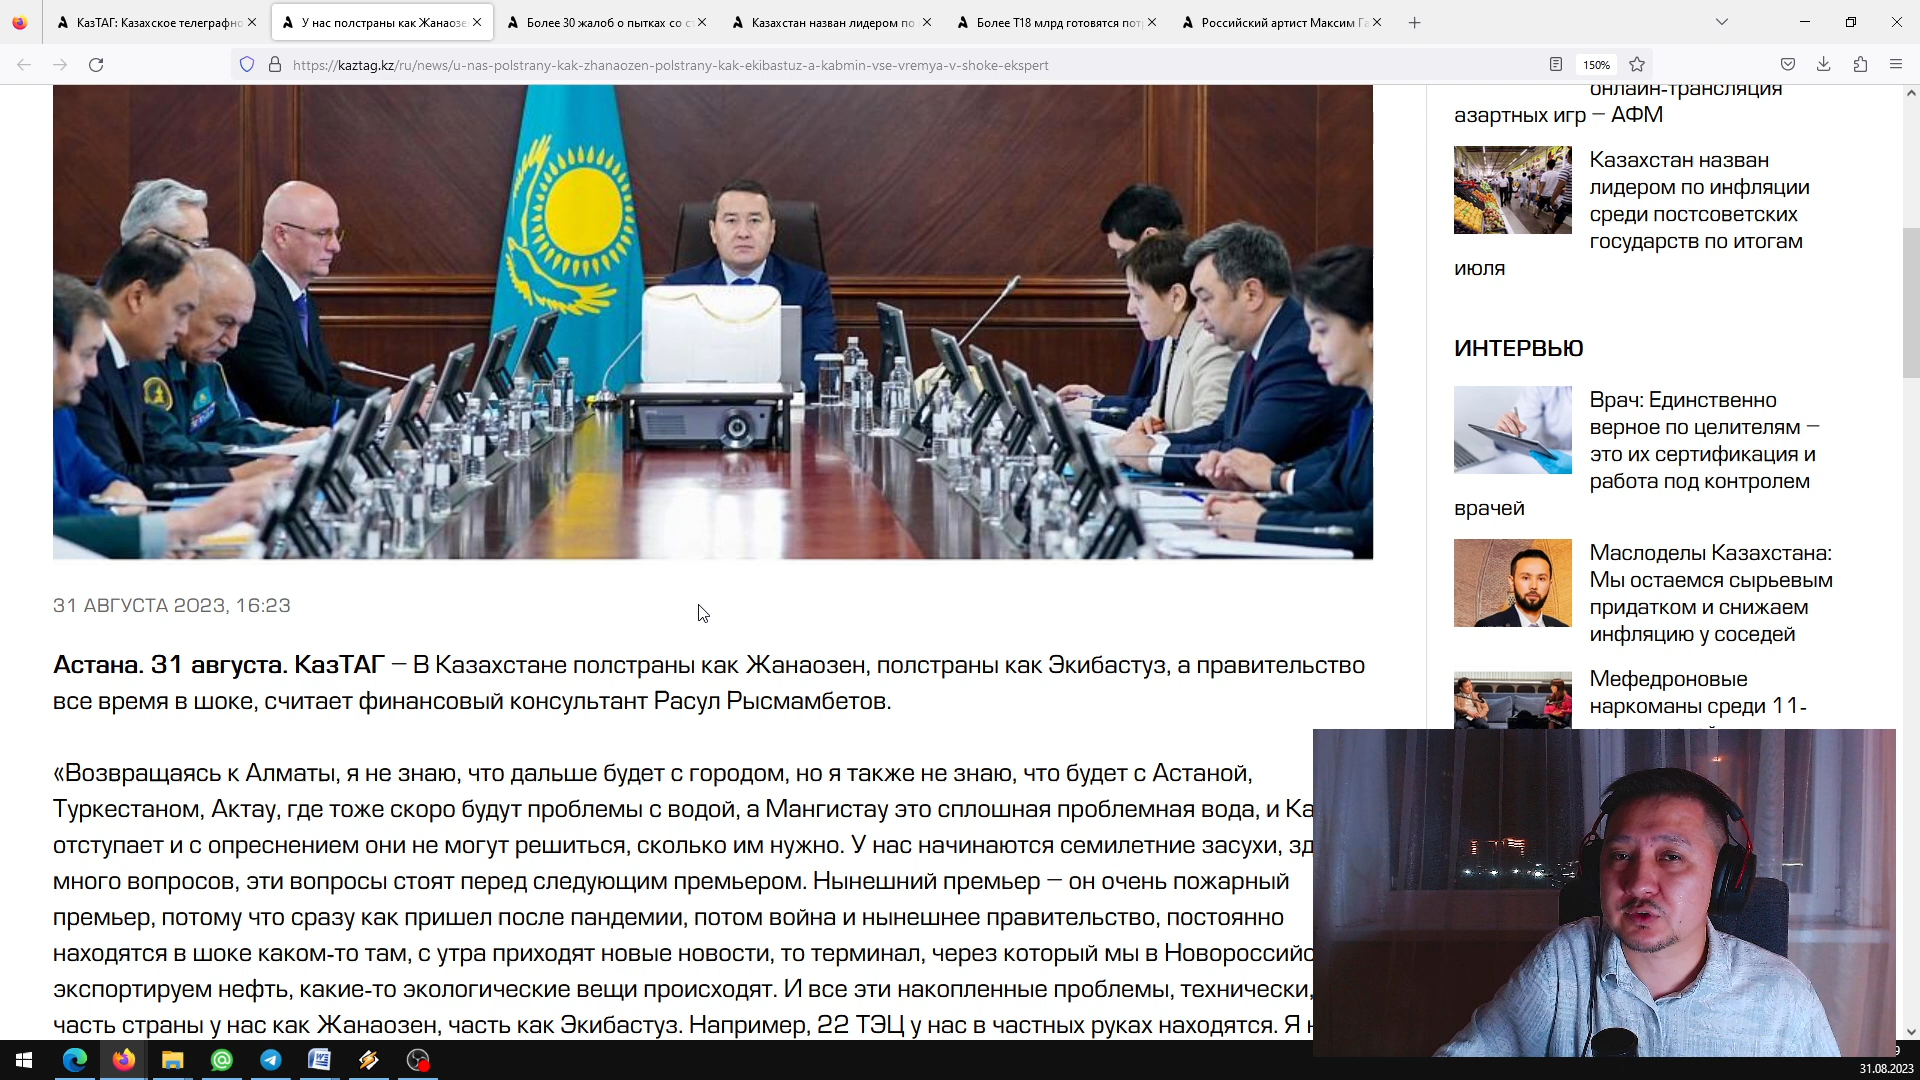 КазТАГ: Казахское телеграфно
У нас полстраны как Жанаозе
Более 30 жалоб о пытках со ст
Казахстан назван лидером по
Более Т18 млрд готовятся пот
Российский артист Максим Га
https://kaztag.kz/ru/news/u-nas-polstrany-kak-zhanaozen-polstrany-kak-ekibastuz-a-kabmin-vse-vremya-v-shoke-ekspert
150%
31 АВГУСТА 2023, 16:23
Астана. 31 августа. КазТАГ – В Казахстане полстраны как Жанаозен, полстраны как Экибастуз, а правительство
все время в шоке, считает финансовый консультант Расул Рысмамбетов.
«Возвращаясь к Алматы, я не знаю, что дальше будет с городом, но я также не знаю, что будет с Астаной,
Туркестаном, Актау, где тоже скоро будут проблемы с водой, а Мангистау это сплошная проблемная вода, и Ка
отступает и с опреснением они не могут решиться, сколько им нужно. У нас начинаются семилетние засухи, зд
много вопросов, эти вопросы стоят перед следующим премьером. Нынешний премьер – он очень пожарный
премьер, потому что сразу как пришел после пандемии, потом война и нынешнее правительство, постоянно
находятся в шоке каком-то там, с утра приходят новые новости, то терминал, через который мы в Новороссийс
экспортируем нефть, какие-то экологические вещи происходят. И все эти накопленные проблемы, технически,
часть страны у нас как Жанаозен, часть как Экибастуз. Например, 22 ТЭЦ у нас в частных руках находятся. Я н
онлайн-трансляция
азартных игр – АФМ
Казахстан назван
лидером по инфляции
среди постсоветских
государств по итогам
июля
ИНТЕРВЬЮ
Врач: Единственно
верное по целителям –
это их сертификация и
работа под контролем
врачей
Маслоделы Казахстана:
Мы остаемся сырьевым
придатком и снижаем
инфляцию у соседей
Мефедроновые
наркоманы среди 11-
31.08.2023